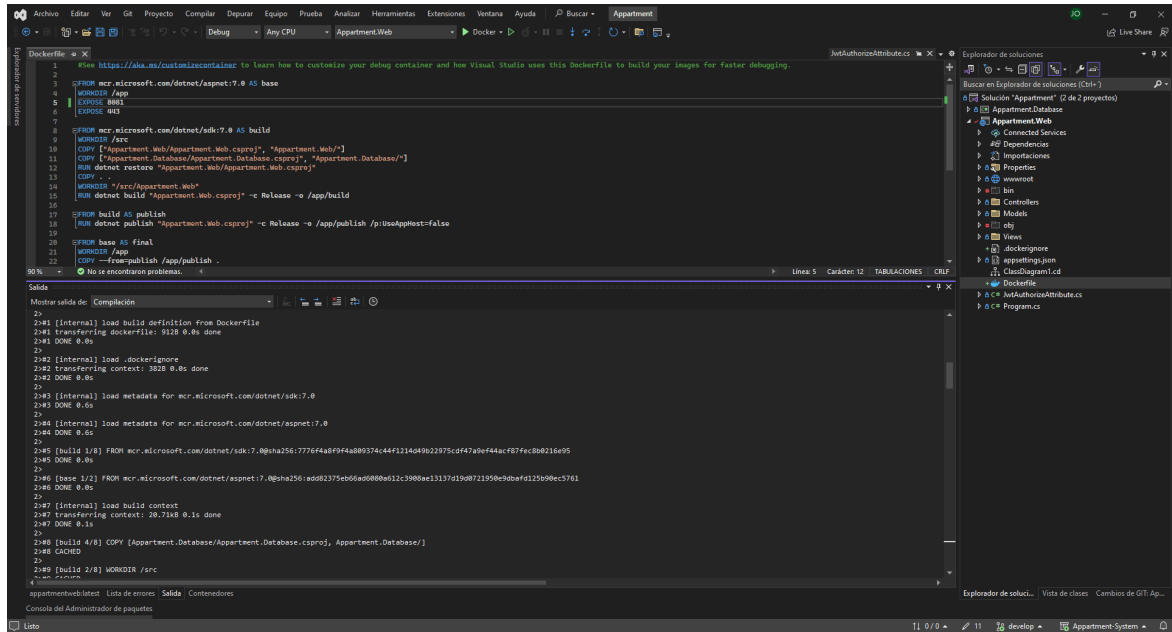 Archivo Editar Ver Git Proyecto Compilar Depurar Equipo Prueba Analizar Herramientas Extensiones Ventana Ayuda Buscar Appartment JO
Debug Any CPU Appartment.Web Docker Live Share
Explorador de servidores
Dockerfile JwtAuthorizeAttribute.cs
1 #See https://aka.ms/customizecontainer to learn how to customize your debug container and how Visual Studio uses this Dockerfile to build your images for faster debugging.
2
3 FROM mcr.microsoft.com/dotnet/aspnet:7.0 AS base
4 WORKDIR /app
5 EXPOSE 8081
6 EXPOSE 443
7
8 FROM mcr.microsoft.com/dotnet/sdk:7.0 AS build
9 WORKDIR /src
10 COPY ["Appartment.Web/Appartment.Web.csproj", "Appartment.Web/"]
11 COPY ["Appartment.Database/Appartment.Database.csproj", "Appartment.Database/"]
12 RUN dotnet restore "Appartment.Web/Appartment.Web.csproj"
13 COPY . .
14 WORKDIR "/src/Appartment.Web"
15 RUN dotnet build "Appartment.Web.csproj" -c Release -o /app/build
16
17 FROM build AS publish
18 RUN dotnet publish "Appartment.Web.csproj" -c Release -o /app/publish /p:UseAppHost=false
19
20 FROM base AS final
21 WORKDIR /app
22 COPY --from=publish /app/publish .
90 % No se encontraron problemas. Línea: 5 Carácter: 12 TABULACIONES CRLF
Salida
Mostrar salida de: Compilación
2>
2>#1 [internal] load build definition from Dockerfile
2>#1 transferring dockerfile: 912B 0.0s done
2>#1 DONE 0.0s
2>
2>#2 [internal] load .dockerignore
2>#2 transferring context: 382B 0.0s done
2>#2 DONE 0.0s
2>
2>#3 [internal] load metadata for mcr.microsoft.com/dotnet/sdk:7.0
2>#3 DONE 0.6s
2>
2>#4 [internal] load metadata for mcr.microsoft.com/dotnet/aspnet:7.0
2>#4 DONE 0.6s
2>
2>#5 [build 1/8] FROM mcr.microsoft.com/dotnet/sdk:7.0@sha256:7776f4a8f9f4a809374c44f1214d49b22975cdf47a9ef44acf87fec8b0216e95
2>#5 DONE 0.0s
2>
2>#6 [base 1/2] FROM mcr.microsoft.com/dotnet/aspnet:7.0@sha256:add82375eb66ad6080a612c3908ae13137d19d0721950e9dbafd125b90ec5761
2>#6 DONE 0.0s
2>
2>#7 [internal] load build context
2>#7 transferring context: 20.71kB 0.1s done
2>#7 DONE 0.1s
2>
2>#8 [build 4/8] COPY [Appartment.Database/Appartment.Database.csproj, Appartment.Database/]
2>#8 CACHED
2>
2>#9 [build 2/8] WORKDIR /src
2>#9 CACHED
appartmentweb:latest Lista de errores Salida Contenedores
Consola del Administrador de paquetes
Explorador de soluciones
Buscar en Explorador de soluciones (Ctrl+')
Solución "Appartment" (2 de 2 proyectos)
Appartment.Database
Appartment.Web
Connected Services
Dependencias
Importaciones
Properties
wwwroot
bin
Controllers
Models
obj
Views
.dockerignore
appsettings.json
ClassDiagram1.cd
Dockerfile
C# JwtAuthorizeAttribute.cs
C# Program.cs
Explorador de soluci... Vista de clases Cambios de GIT: Ap...
Listo 0 / 0 11 develop Appartment-System